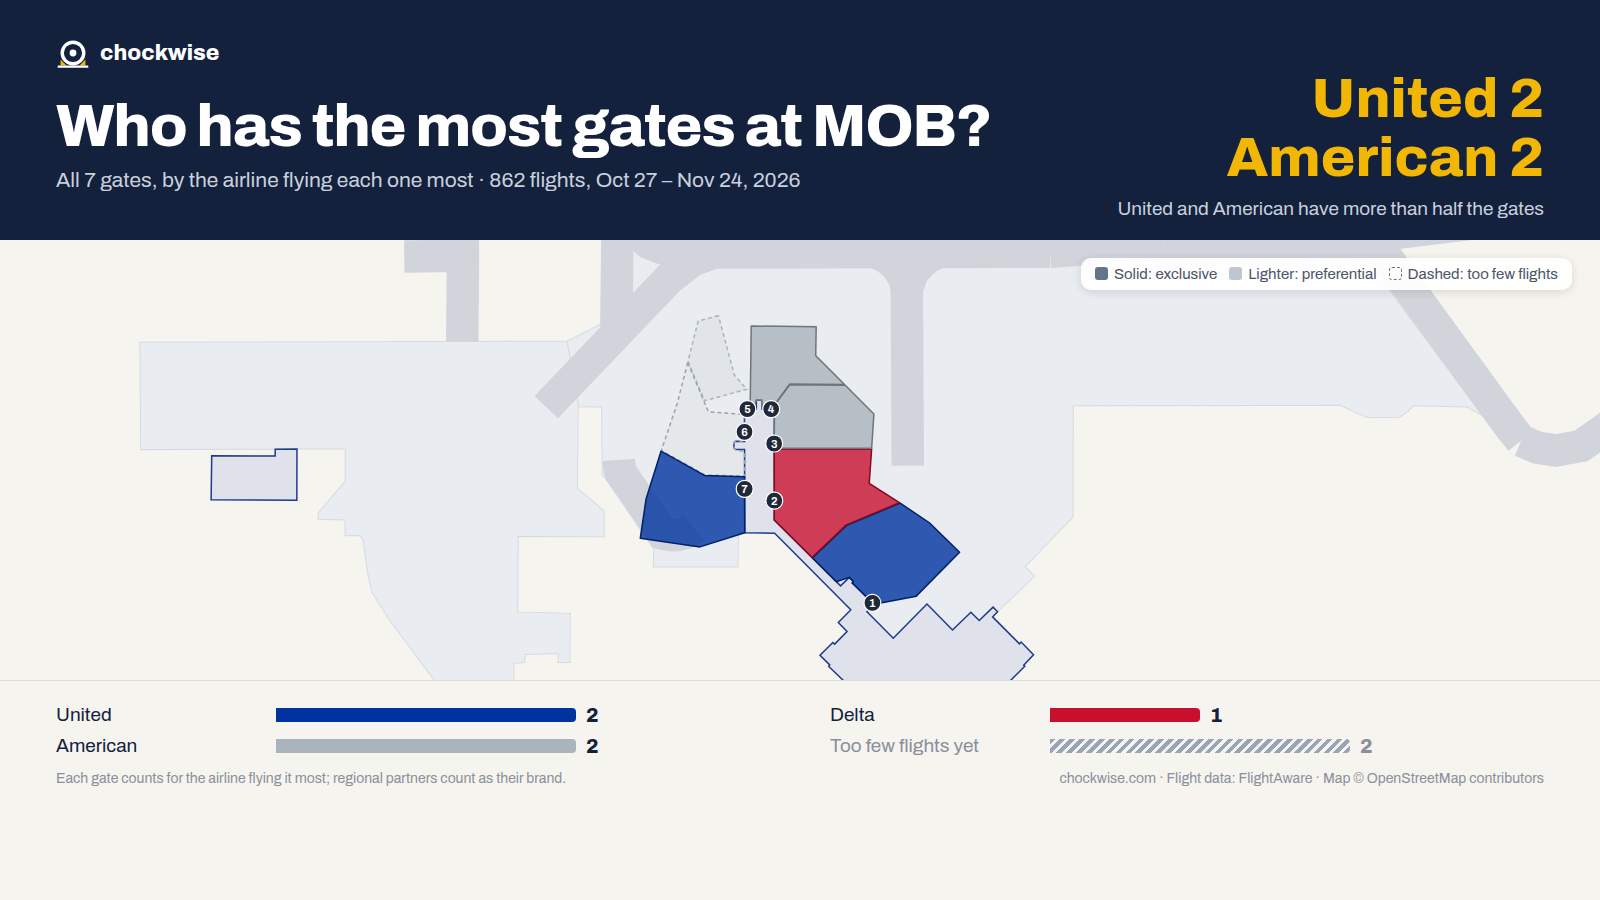 chockwise
Who has the most gates at MOB?
All 7 gates, by the airline flying each one most · 862 flights, Oct 27 – Nov 24, 2026
United 2
American 2
United and American have more than half the gates
Solid: exclusive Lighter: preferential Dashed: too few flights
5 4
6
3
7
2
1
United 2
American 2
Delta 1
Too few flights yet 2
Each gate counts for the airline flying it most; regional partners count as their brand.
chockwise.com · Flight data: FlightAware · Map © OpenStreetMap contributors